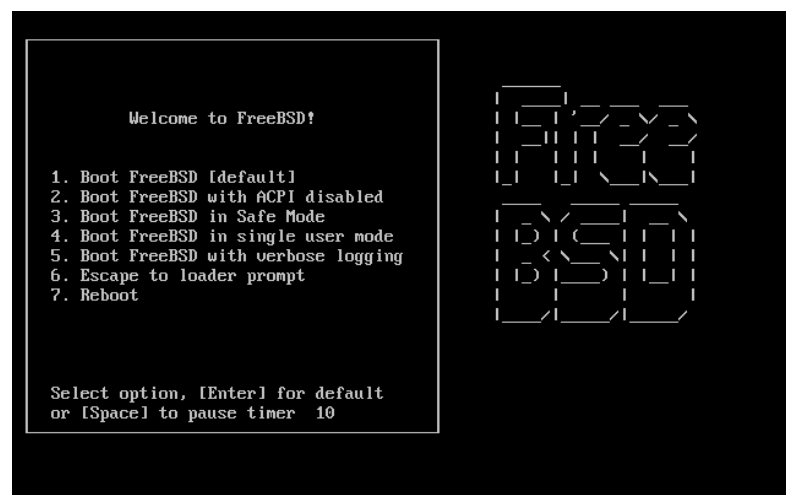 Welcome to FreeBSD!
1. Boot FreeBSD [default]
2. Boot FreeBSD with ACPI disabled
3. Boot FreeBSD in Safe Mode
4. Boot FreeBSD in single user mode
5. Boot FreeBSD with verbose logging
6. Escape to loader prompt
7. Reboot
Select option, [Enter] for default
or [Space] to pause timer  10
Free
BSD